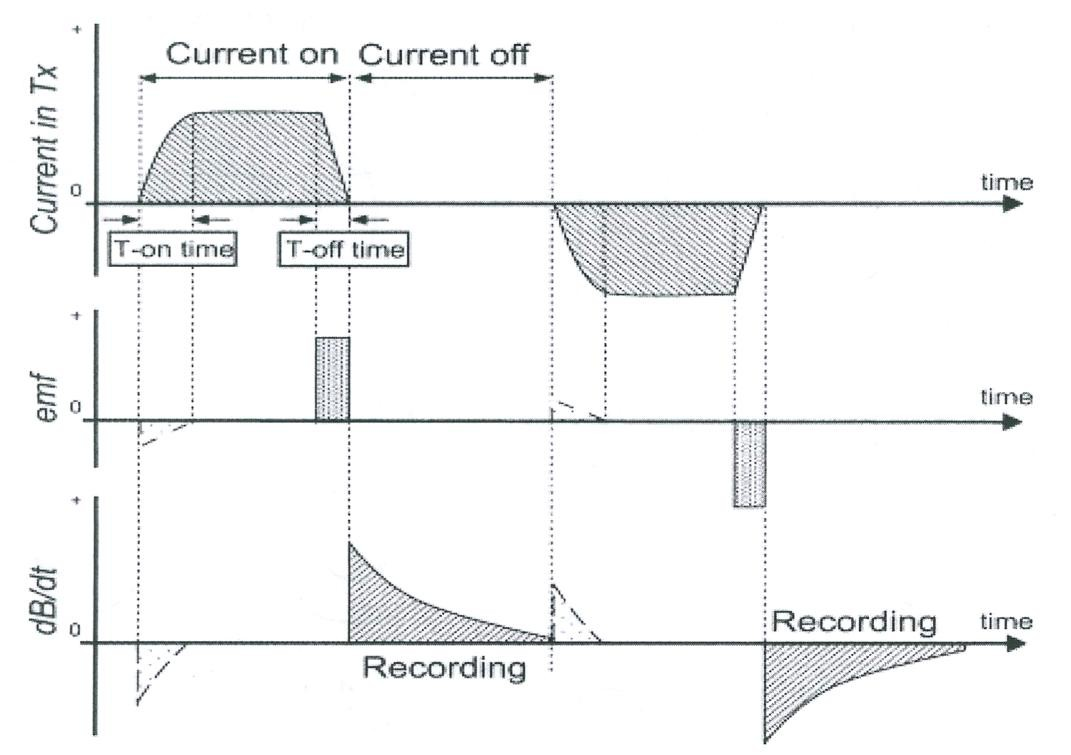 +
Current on
Current off
Current in Tx
0
time
T-on time
T-off time
+
emf
0
time
+
dB/dt
0
time
Recording
Recording